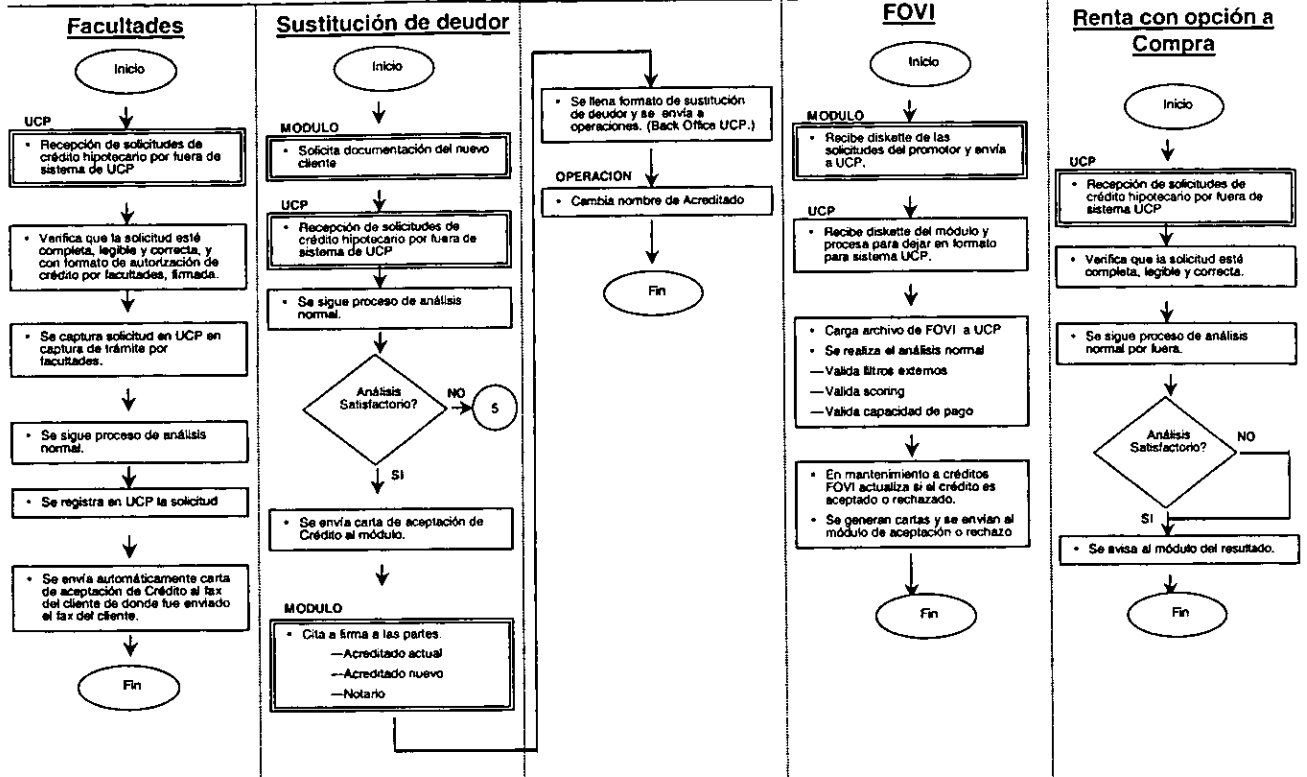 Facultades
Inicio
UCP
• Recepción de solicitudes de
crédito hipotecario por fuera de
sistema de UCP
• Verifica que la solicitud esté
completa, legible y correcta, y
con formato de autorización de
crédito por facultades, firmada.
• Se captura solicitud en UCP en
captura de trámite por
facultades.
• Se sigue proceso de análisis
normal.
• Se registra en UCP la solicitud
• Se envía automáticamente carta
de aceptación de Crédito al fax
del cliente de donde fue enviado
el fax del cliente.
Fin
Sustitución de deudor
Inicio
MODULO
• Solicita documentación del nuevo
cliente
UCP
• Recepción de solicitudes de
crédito hipotecario por fuera de
sistema de UCP
• Se sigue proceso de análisis
normal.
Análisis
Satisfactorio?
NO
5
SI
• Se envía carta de aceptación de
Crédito al módulo.
MODULO
• Cita a firma a las partes.
—Acreditado actual
—Acreditado nuevo
—Notario
• Se llena formato de sustitución
de deudor y se envía a
operaciones. (Back Office UCP.)
OPERACION
• Cambia nombre de Acreditado
Fin
FOVI
Inicio
MODULO
• Recibe diskette de las
solicitudes del promotor y envía
a UCP.
UCP
• Recibe diskette del módulo y
procesa para dejar en formato
para sistema UCP.
• Carga archivo de FOVI a UCP
• Se realiza el análisis normal
—Valida filtros externos
—Valida scoring
—Valida capacidad de pago
• En mantenimiento a créditos
FOVI actualiza si el crédito es
aceptado o rechazado.
• Se generan cartas y se envían al
módulo de aceptación o rechazo
Fin
Renta con opción a
Compra
Inicio
UCP
• Recepción de solicitudes de
crédito hipotecario por fuera de
sistema UCP
• Verifica que la solicitud esté
completa, legible y correcta.
• Se sigue proceso de análisis
normal por fuera.
Análisis
Satisfactorio?
NO
SI
• Se avisa al módulo del resultado.
Fin